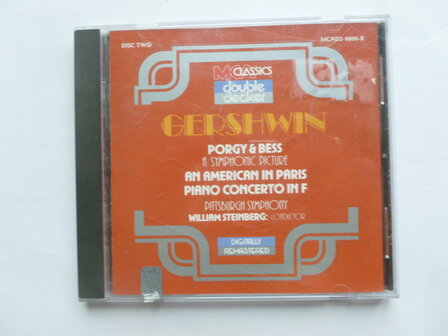 DISC TWO
MCAD2-9800-B
MCA CLASSICS
double
decker
GERSHWIN
PORGY & BESS
A SYMPHONIC PICTURE
AN AMERICAN IN PARIS
PIANO CONCERTO IN F
PITTSBURGH SYMPHONY
WILLIAM STEINBERG: CONDUCTOR
DIGITALLY
REMASTERED